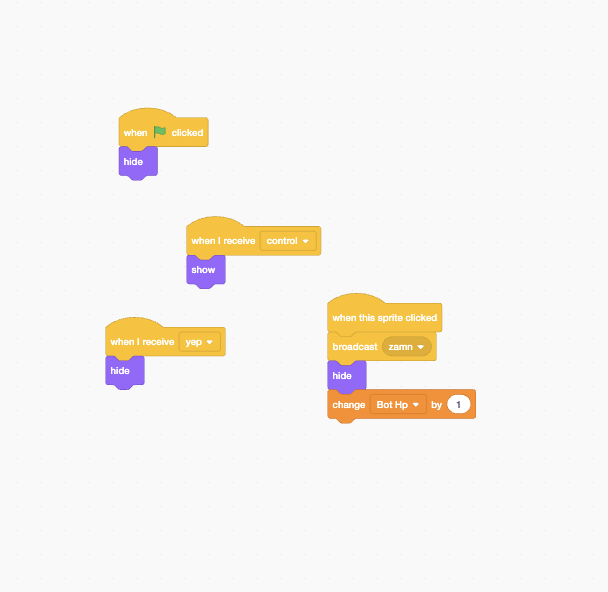 when clicked
hide
when I receive control
show
when this sprite clicked
broadcast zamn
hide
change Bot Hp by 1
when I receive yep
hide